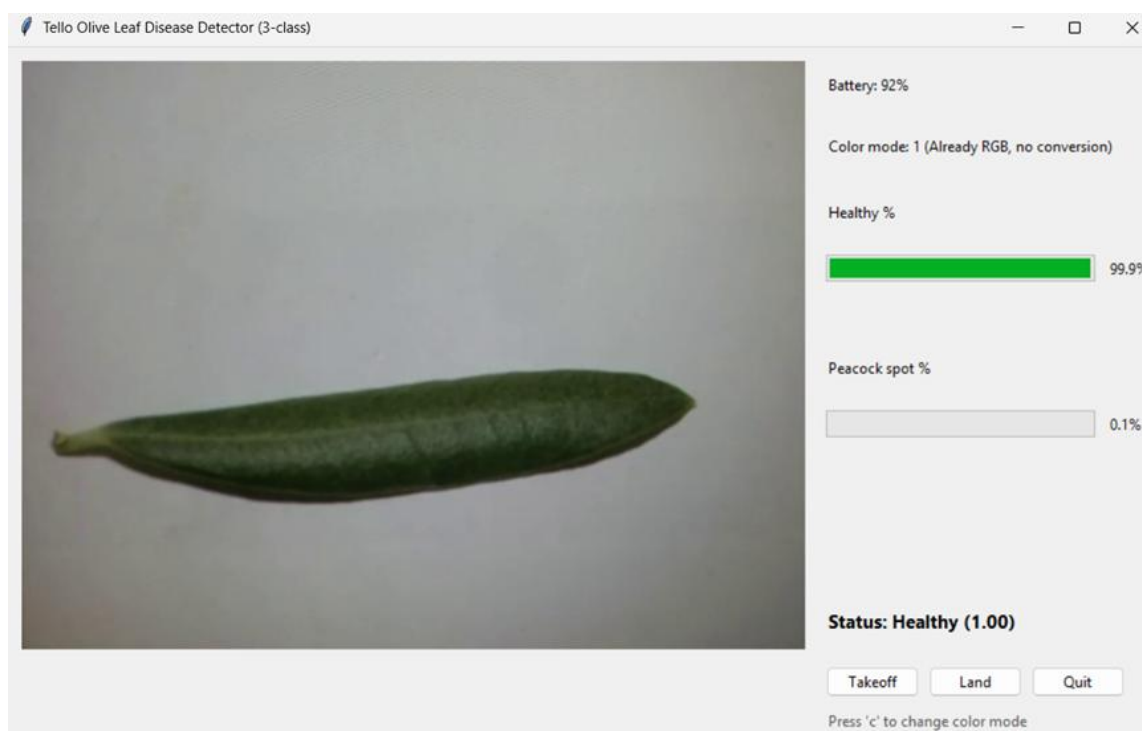 Tello Olive Leaf Disease Detector (3-class)
Battery: 92%
Color mode: 1 (Already RGB, no conversion)
Healthy %
99.9%
Peacock spot %
0.1%
Status: Healthy (1.00)
Takeoff Land Quit
Press 'c' to change color mode